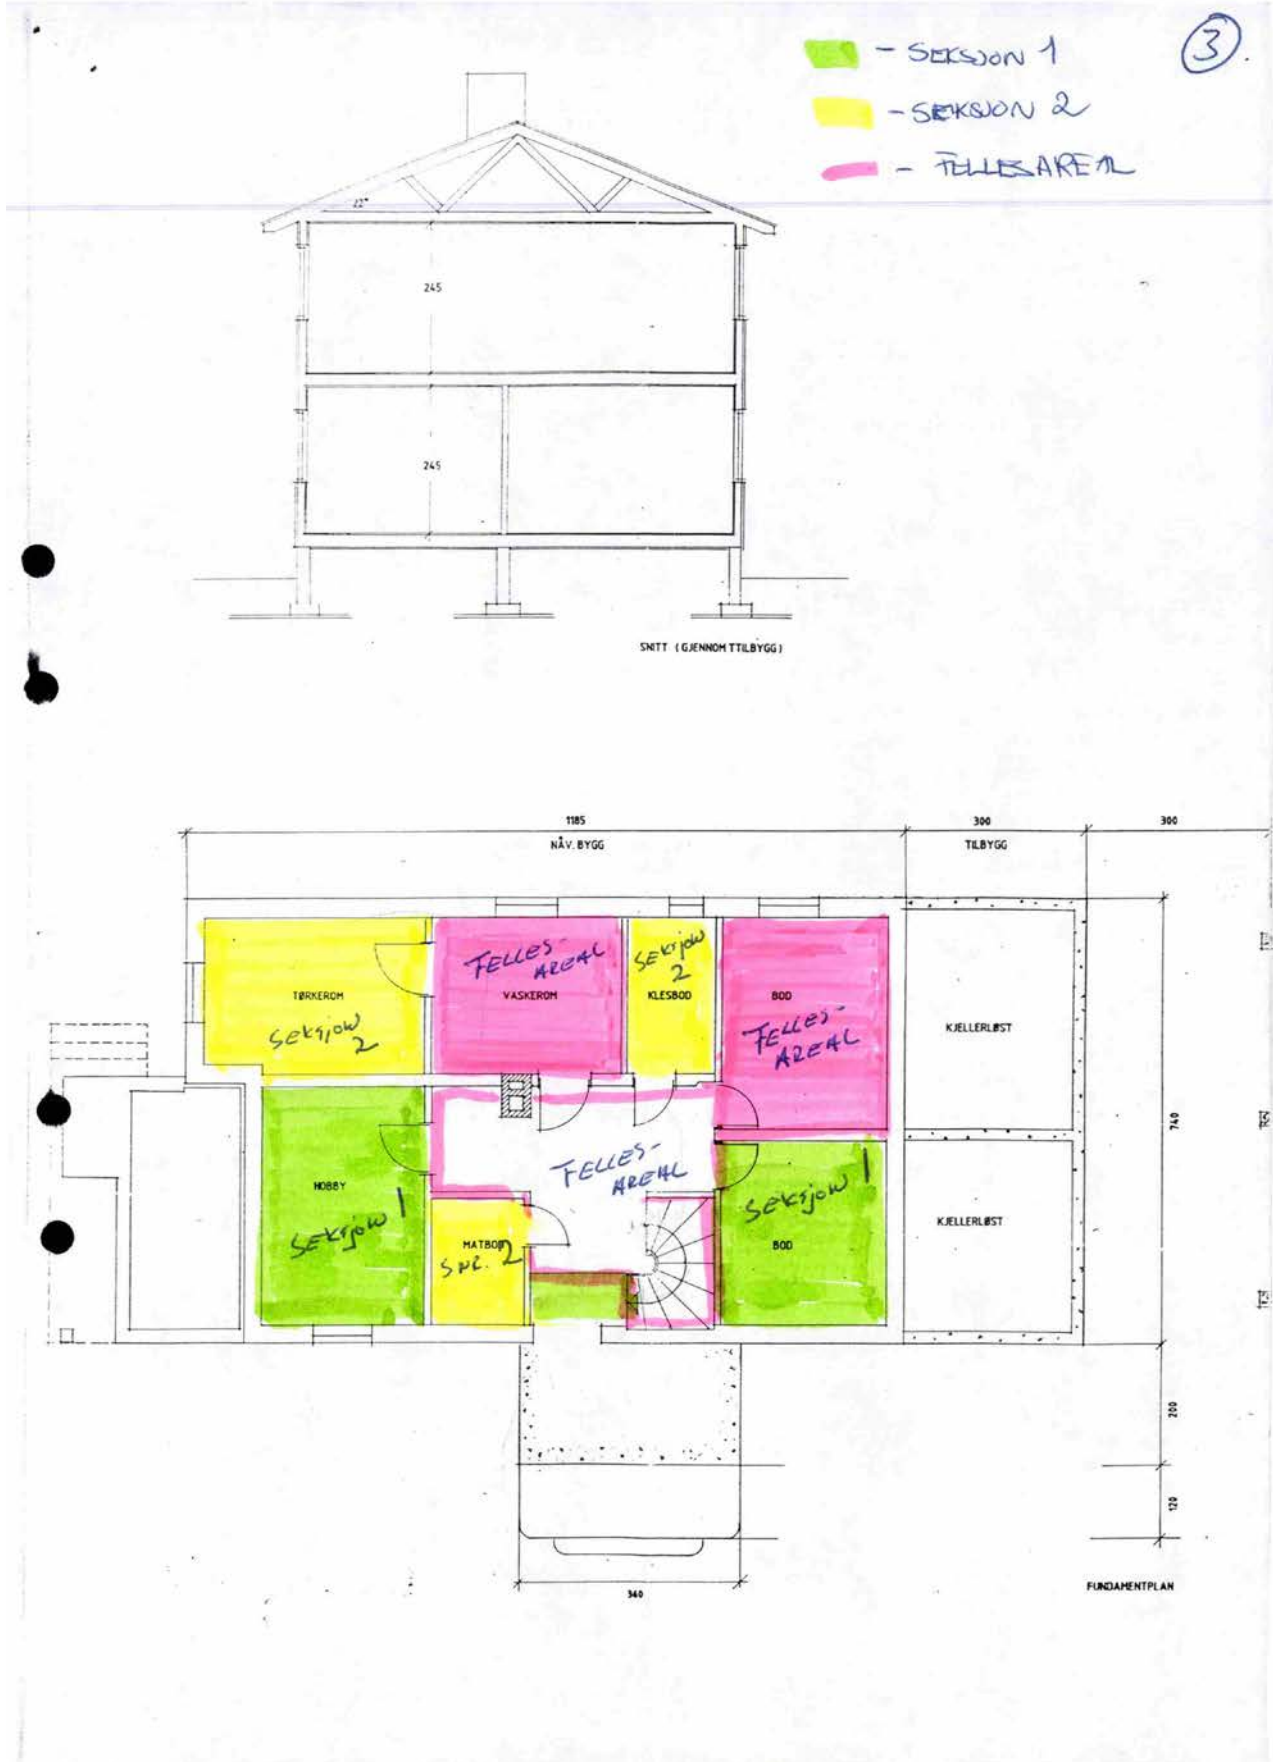 - SEKSJON 1
3
- SEKSJON 2
- FELLESAREAL
22°
245
245
SNITT (GJENNOM TTILBYGG)
1185
300
300
NÅV. BYGG
TILBYGG
TØRKEROM
SEKSJON
2
FELLES-
AREAL
VASKEROM
SEKSJON
2
KLESBOD
BOD
FELLES-
AREAL
KJELLERLØST
740
HOBBY
SEKSJON 1
FELLES-
AREAL
MATBOD
SNR. 2
SEKSJON 1
BOD
KJELLERLØST
200
120
340
FUNDAMENTPLAN